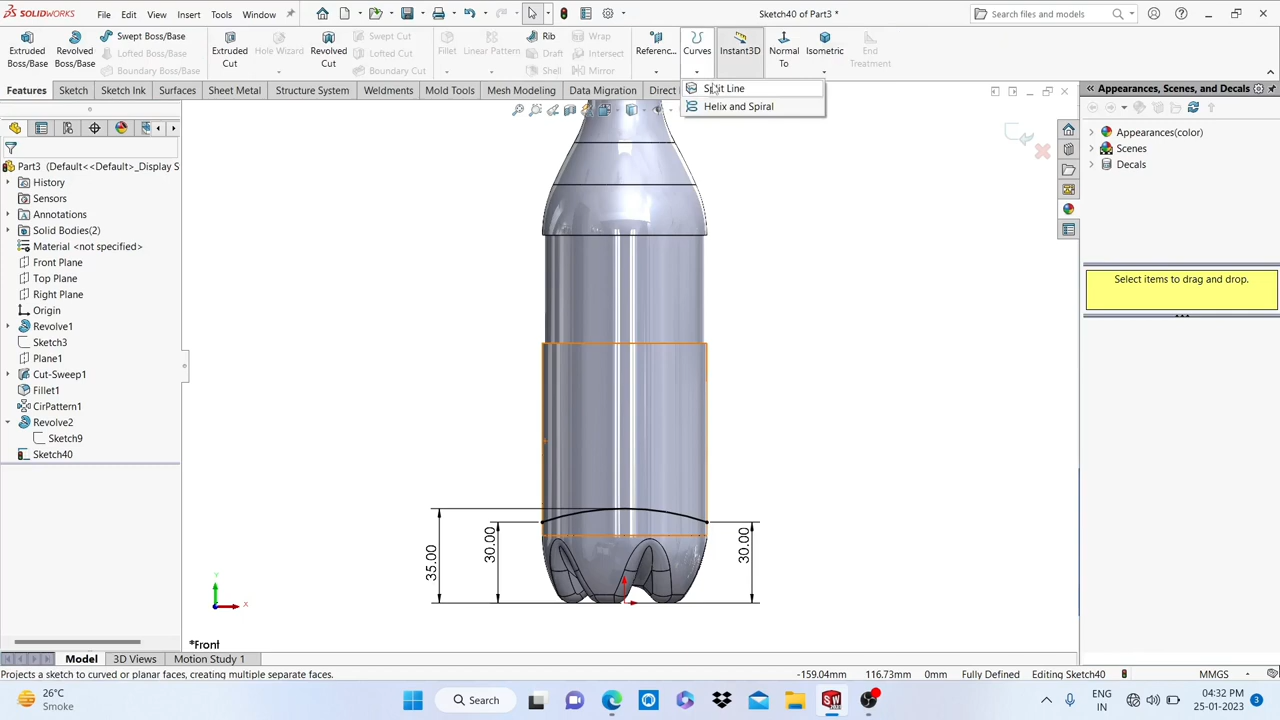 SOLIDWORKS
File
Edit
View
Insert
Tools
Window
Sketch40 of Part3 *
Search files and models
Extruded Boss/Base
Revolved Boss/Base
Swept Boss/Base
Lofted Boss/Base
Boundary Boss/Base
Extruded Cut
Hole Wizard
Revolved Cut
Swept Cut
Lofted Cut
Boundary Cut
Fillet
Linear Pattern
Rib
Draft
Shell
Wrap
Intersect
Mirror
Referenc...
Curves
Instant3D
Normal To
Isometric
End Treatment
Split Line
Helix and Spiral
Features
Sketch
Sketch Ink
Surfaces
Sheet Metal
Structure System
Weldments
Mold Tools
Mesh Modeling
Data Migration
Direct
Part3 (Default<<Default>_Display S
History
Sensors
Annotations
Solid Bodies(2)
Material <not specified>
Front Plane
Top Plane
Right Plane
Origin
Revolve1
Sketch3
Plane1
Cut-Sweep1
Fillet1
CirPattern1
Revolve2
Sketch9
Sketch40
35.00
30.00
30.00
Y
X
*Front
Appearances, Scenes, and Decals
Appearances(color)
Scenes
Decals
Select items to drag and drop.
Model
3D Views
Motion Study 1
Projects a sketch to curved or planar faces, creating multiple separate faces.
-159.04mm
116.73mm
0mm
Fully Defined
Editing Sketch40
MMGS
26°C
Smoke
Search
ENG
IN
04:32 PM
25-01-2023
3